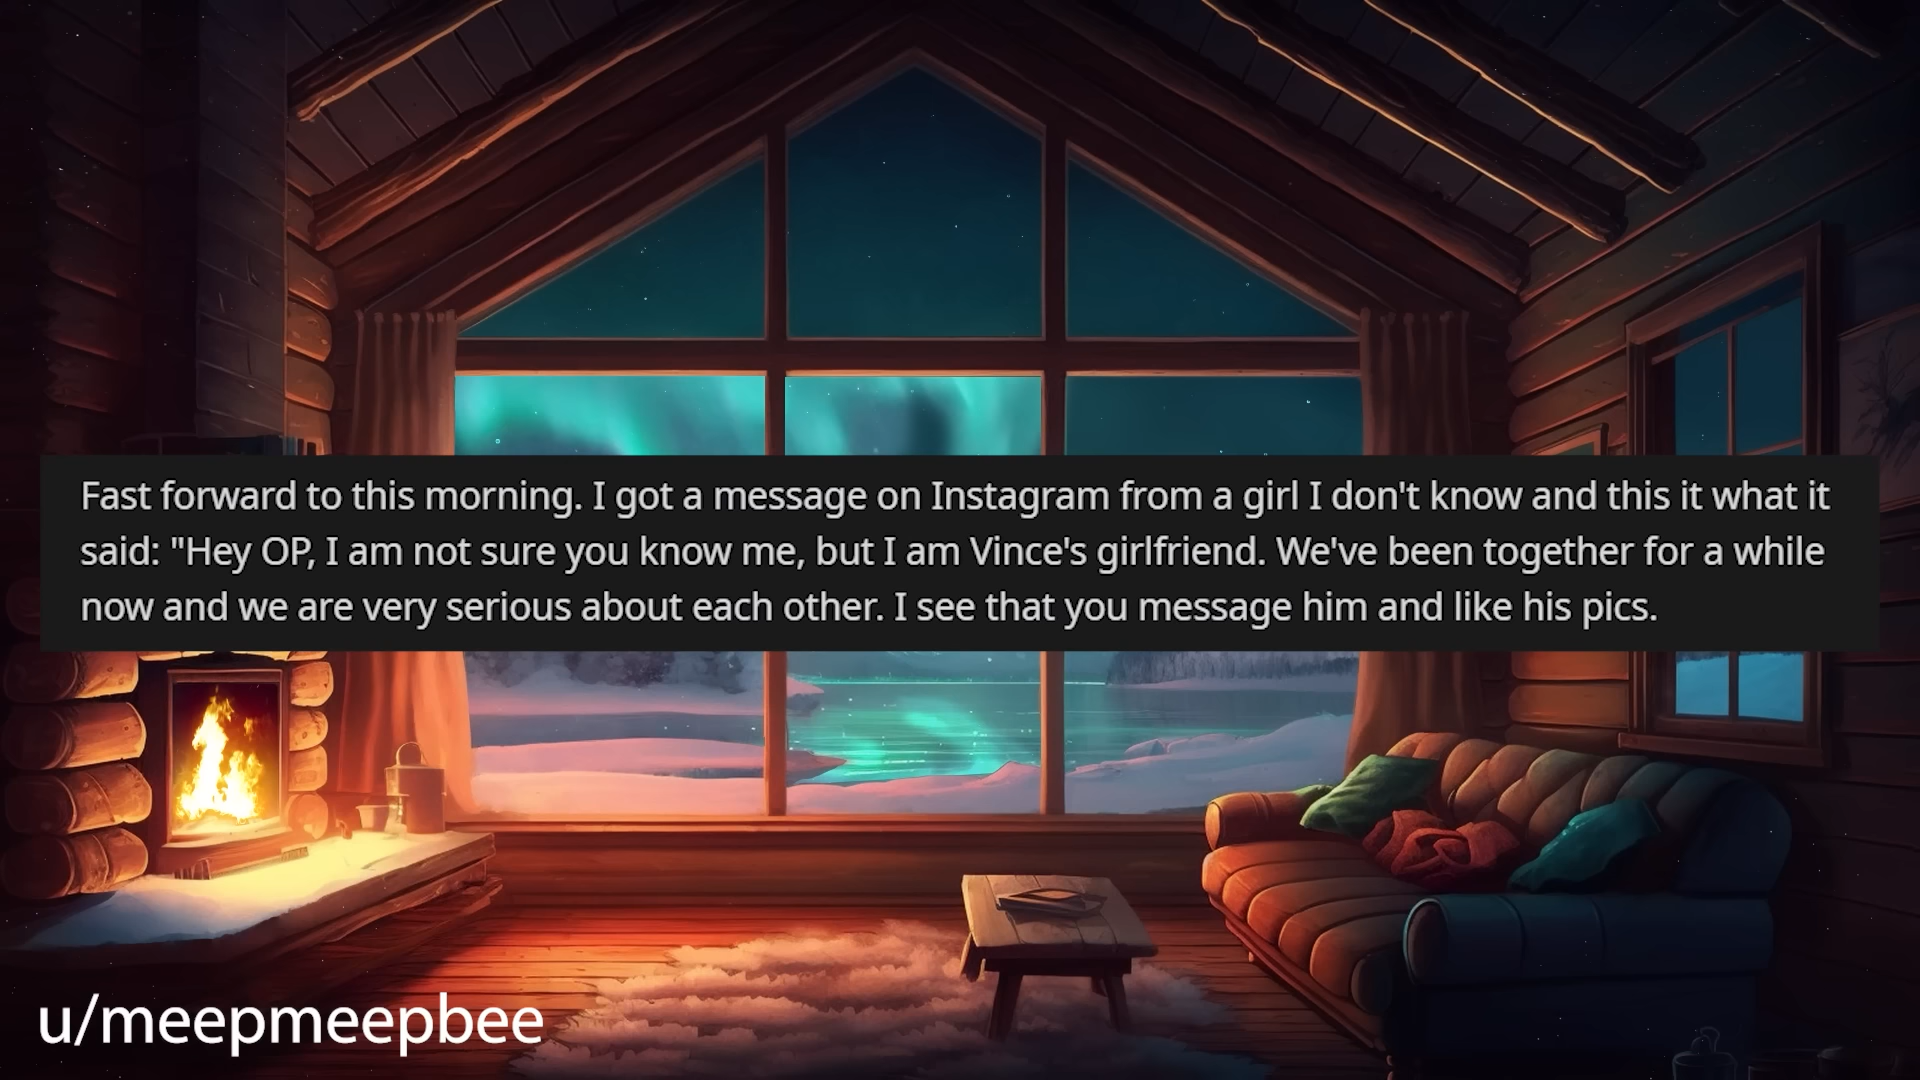 Fast forward to this morning. I got a message on Instagram from a girl I don't know and this it what it
said: "Hey OP, I am not sure you know me, but I am Vince's girlfriend. We've been together for a while
now and we are very serious about each other. I see that you message him and like his pics.
u/meepmeepbee